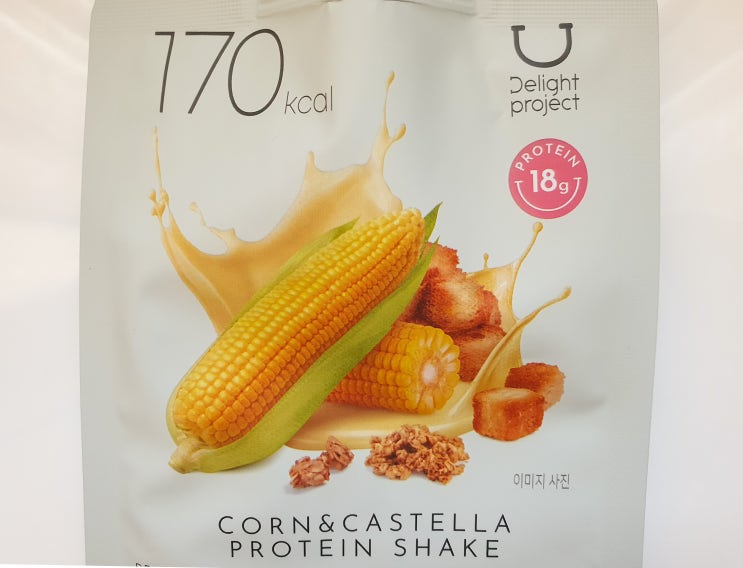 170 kcal
Delight
project
PROTEIN
18g
이미지 사진
CORN&CASTELLA
PROTEIN SHAKE